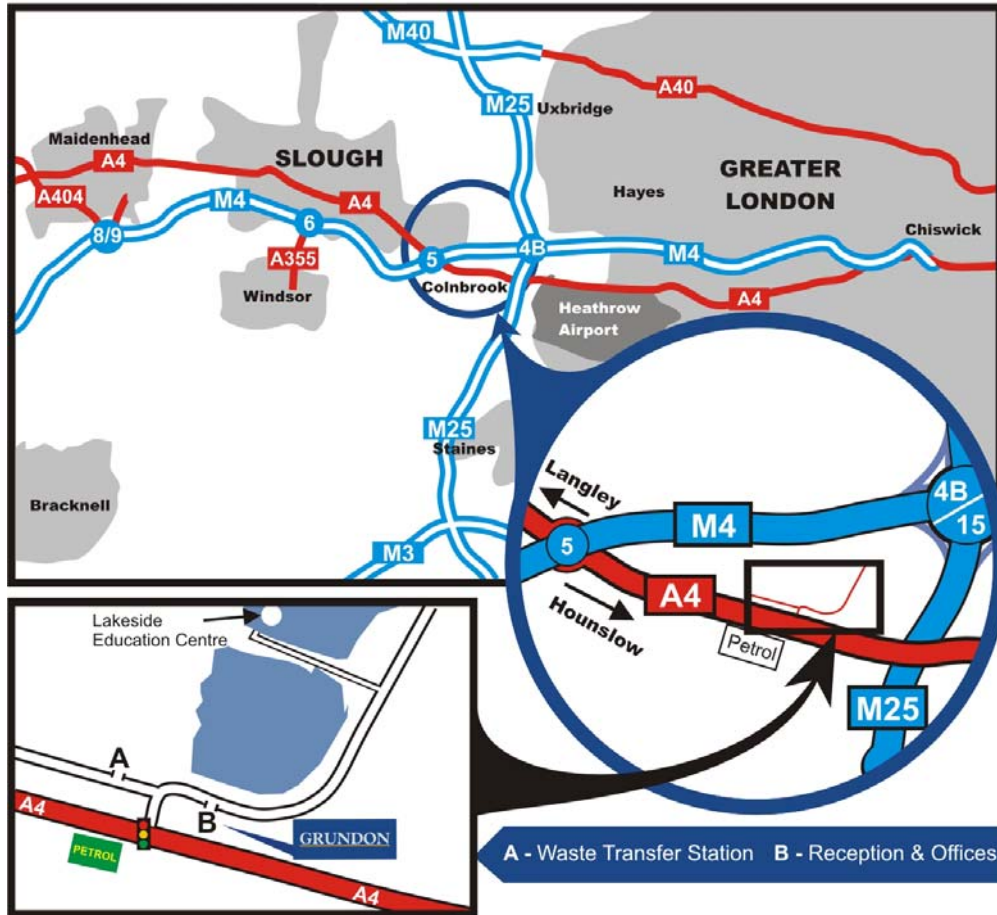 M40
M25
Uxbridge
A40
Maidenhead
A4
SLOUGH
GREATER
LONDON
Hayes
A404
M4
A4
Chiswick
8/9
6
A355
5
4B
M4
Windsor
Colnbrook
A4
Heathrow
Airport
M25
Staines
Bracknell
M3
Langley
5
M4
4B
15
A4
Hounslow
Petrol
M25
Lakeside
Education Centre
A
B
A4
PETROL
GRUNDON
A4
A - Waste Transfer Station B - Reception & Offices